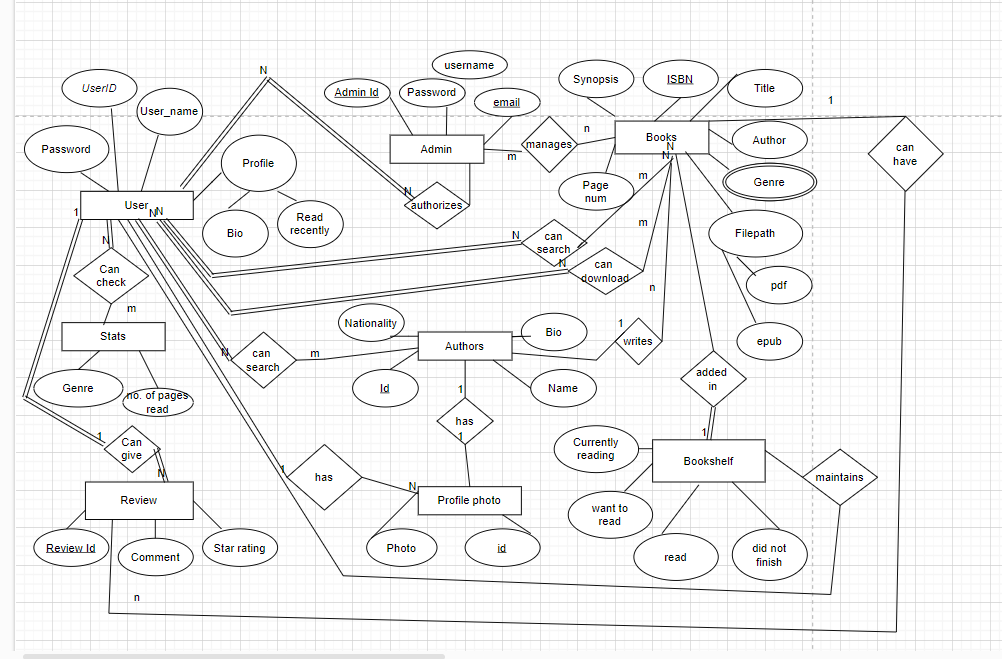 username
N
Synopsis
ISBN
Title
UserID
Admin Id
Password
email
1
User_name
n
Books
Author
Password
Admin
manages
can
have
N
Profile
m
N
m
Genre
User
N
authorizes
Page
num
1
NN
Read
recently
m
Bio
Filepath
N
N
can
search
Can
check
N
can
download
n
pdf
m
Nationality
1
Stats
Bio
Authors
writes
epub
N
can
search
m
added
in
Genre
Id
1
Name
no. of pages
read
has
1
1
1
Can
give
Currently
reading
Bookshelf
N
1
has
maintains
N
Review
Profile photo
want to
read
Review Id
Comment
Star rating
Photo
id
read
did not
finish
n